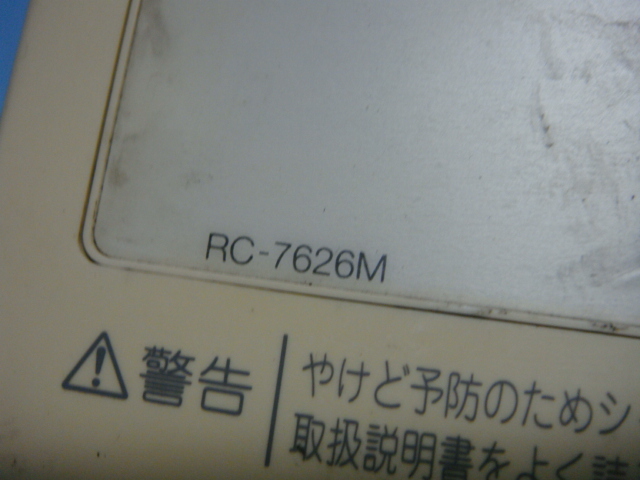 RC-7626M
警告
やけど予防のためシ
取扱説明書をよく